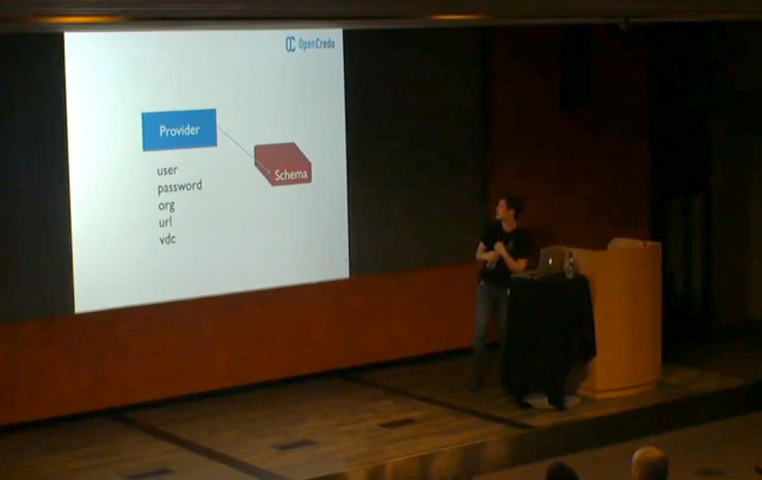 OpenCredo
Provider
Schema
user
password
org
url
vdc